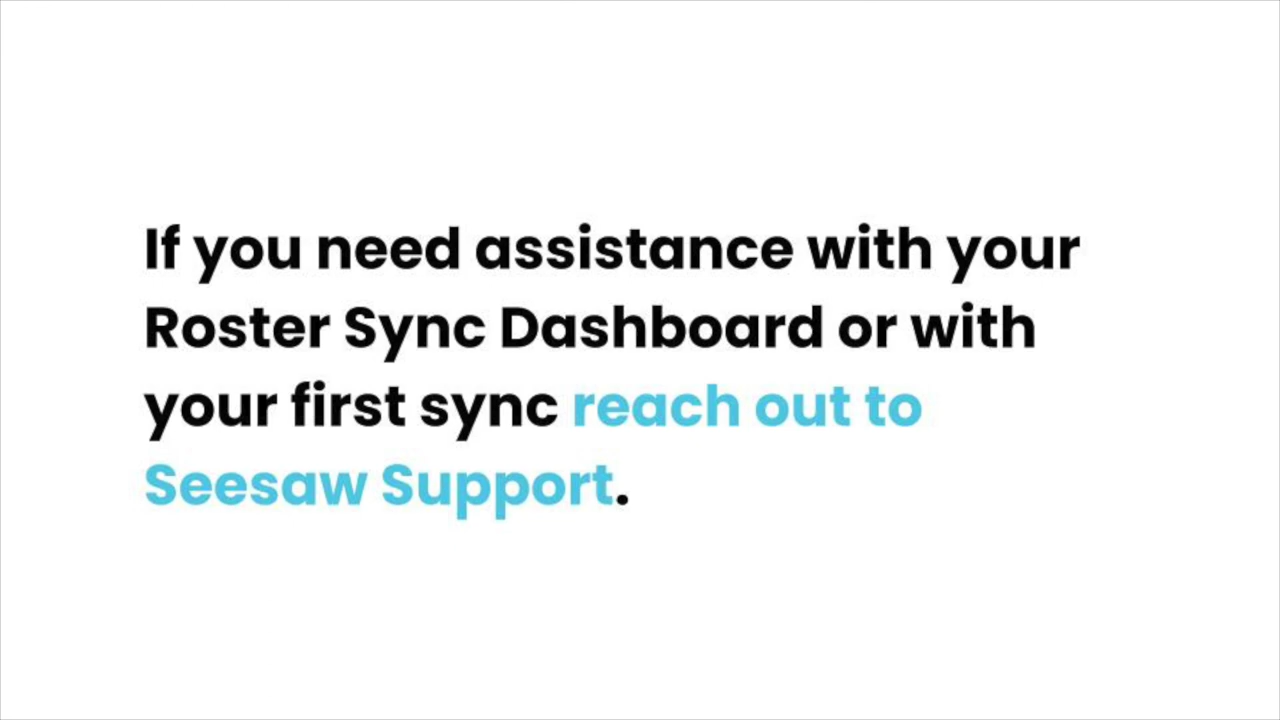 If you need assistance with your
Roster Sync Dashboard or with
your first sync reach out to
Seesaw Support.